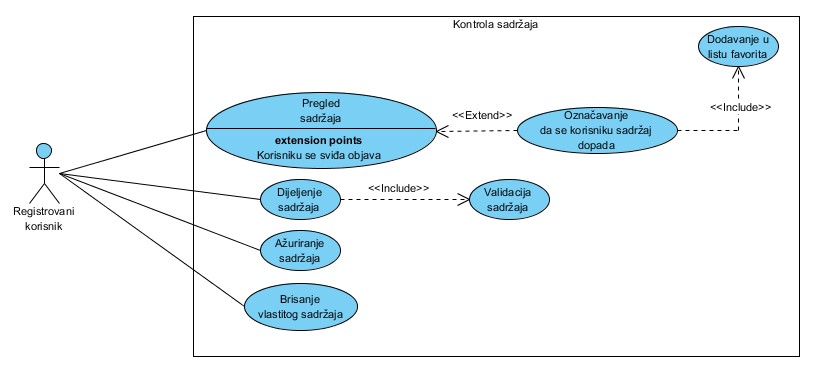 Kontrola sadržaja
Dodavanje u
listu favorita
<<Include>>
Pregled
sadržaja
extension points
Korisniku se sviđa objava
<<Extend>>
Označavanje
da se korisniku sadržaj
dopada
Registrovani
korisnik
Dijeljenje
sadržaja
<<Include>>
Validacija
sadržaja
Ažuriranje
sadržaja
Brisanje
vlastitog sadržaja